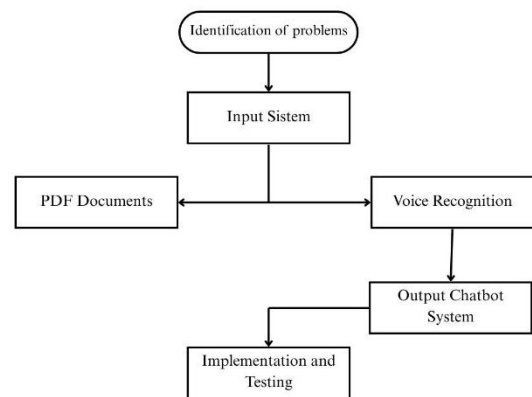 Identification of problems
Input Sistem
PDF Documents
Voice Recognition
Output Chatbot
System
Implementation and
Testing